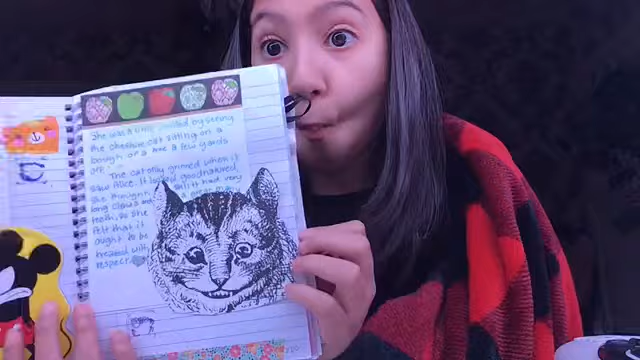 She was a little startled by seeing
the cheshire cat sitting on a
bough of a tree a few yards
off.
The cat only grinned when it
saw Alice. It looked goodnatured,
she thought: still it had very
long claws and a great many
teeth, so she
felt that it
ought to be
treated with
respect.